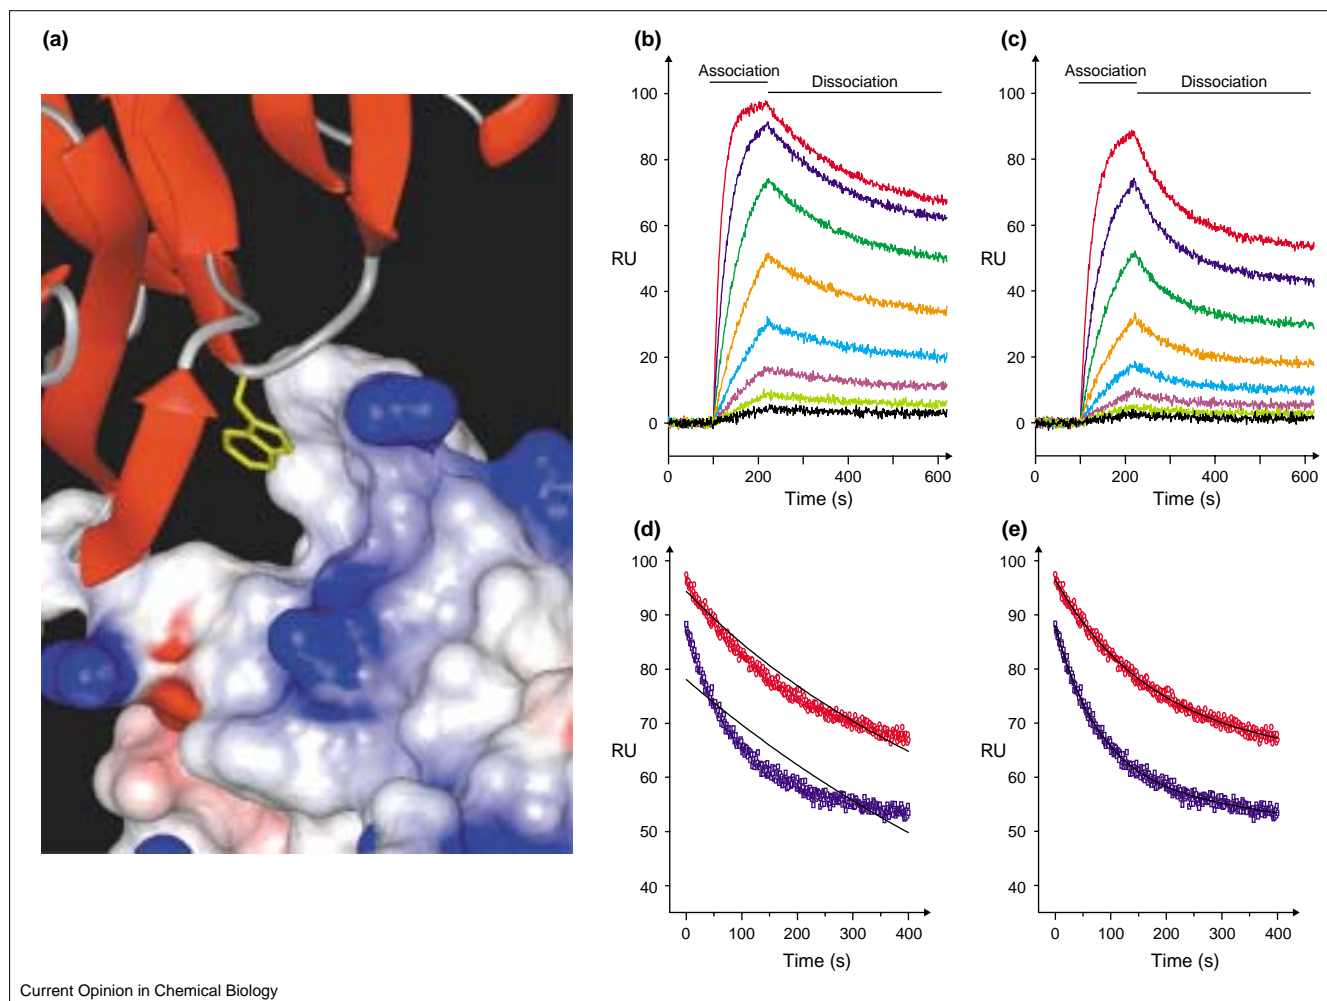 (a)
(b)
Association
Dissociation
100
80
60
40
20
0
RU
0 200 400 600
Time (s)
(c)
Association
Dissociation
100
80
60
40
20
0
RU
0 200 400 600
Time (s)
(d)
100
90
80
70
60
50
40
RU
0 100 200 300 400
Time (s)
(e)
100
90
80
70
60
50
40
RU
0 100 200 300 400
Time (s)
Current Opinion in Chemical Biology